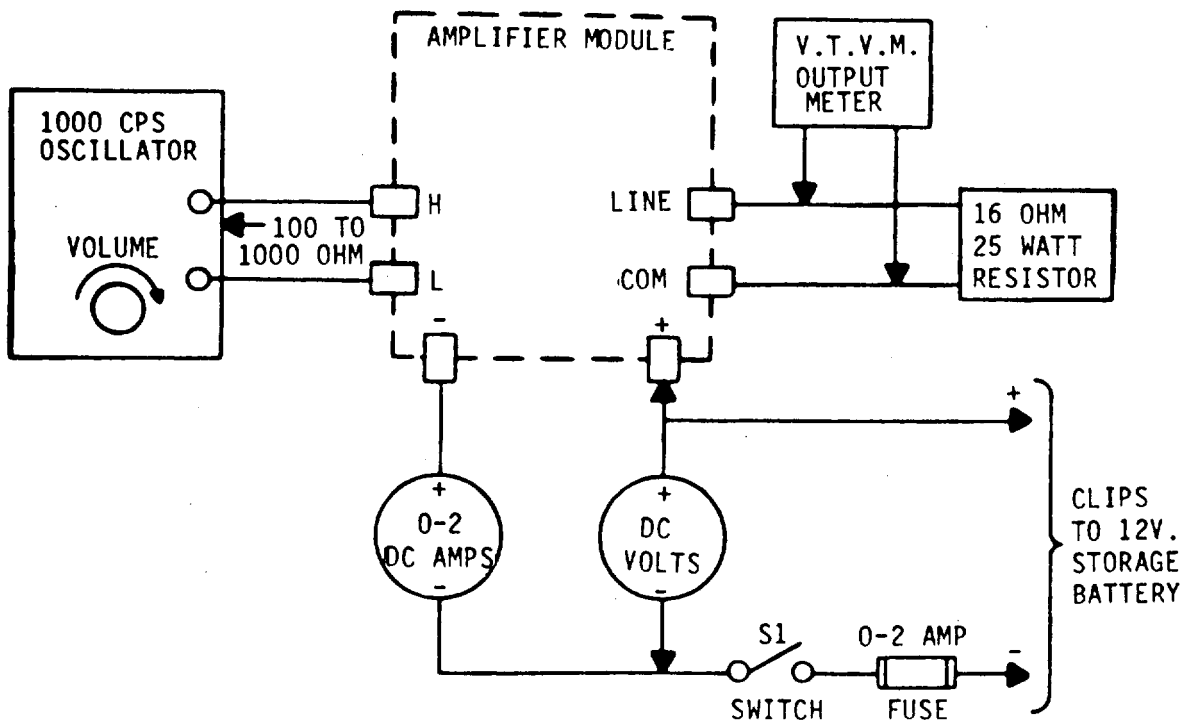 AMPLIFIER MODULE
V.T.V.M.
OUTPUT
METER
1000 CPS
OSCILLATOR
H
LINE
16 OHM
25 WATT
RESISTOR
100 TO
1000 OHM
VOLUME
L
COM
-
+
+
+
0-2
DC AMPS
-
+
DC
VOLTS
-
CLIPS
TO 12V.
STORAGE
BATTERY
S1
SWITCH
0-2 AMP
FUSE
-